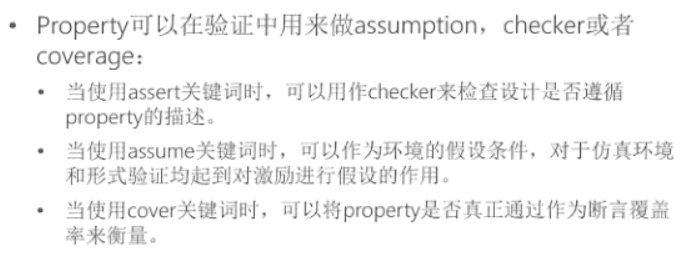 • Property可以在验证中用来做assumption，checker或者
coverage：
• 当使用assert关键词时，可以用作checker来检查设计是否遵循
property的描述。
• 当使用assume关键词时，可以作为环境的假设条件，对于仿真环境
和形式验证均起到对激励进行假设的作用。
• 当使用cover关键词时，可以将property是否真正通过作为断言覆盖
率来衡量。